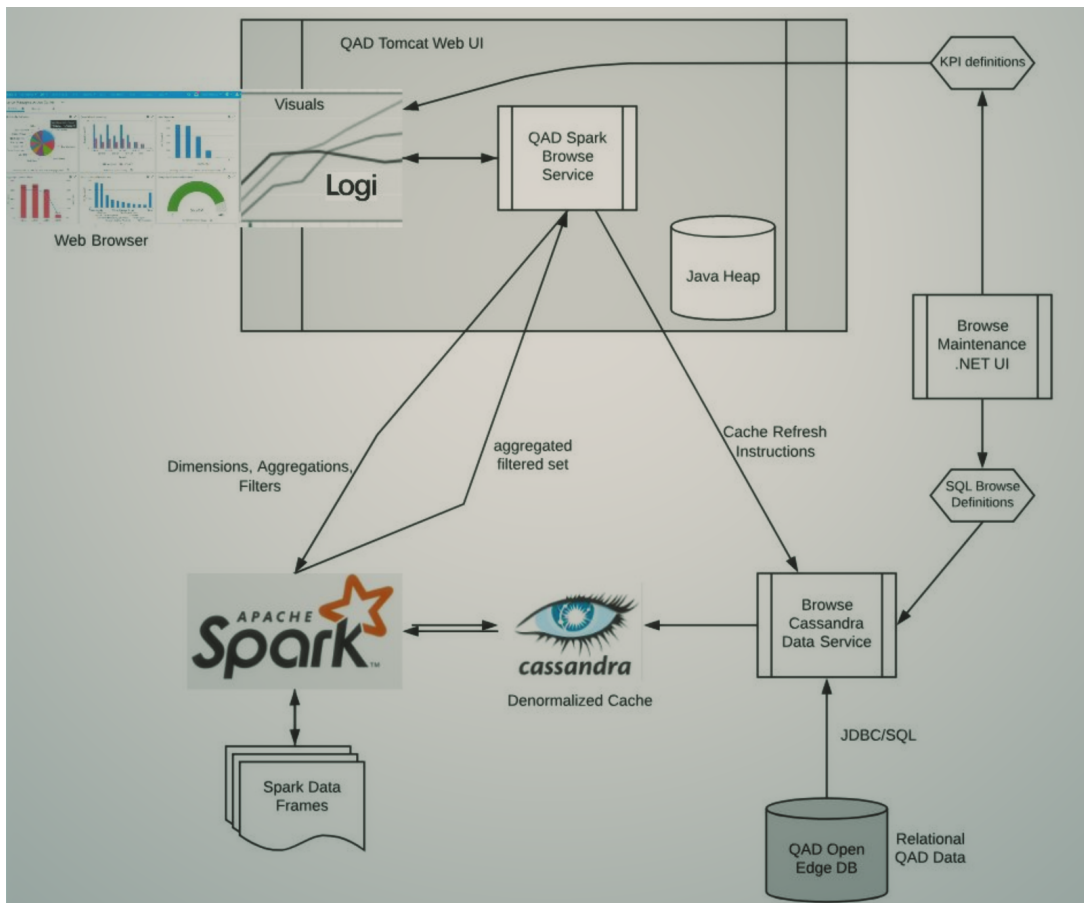 QAD Tomcat Web UI
KPI definitions
Visuals
Logi
QAD Spark
Browse
Service
Web Browser
Java Heap
Browse
Maintenance
.NET UI
Cache Refresh
Instructions
aggregated
filtered set
Dimensions, Aggregations,
Filters
SQL Browse
Definitions
APACHE
Spark™
cassandra
Denormalized Cache
Browse
Cassandra
Data Service
JDBC/SQL
Spark Data
Frames
QAD Open
Edge DB
Relational
QAD Data